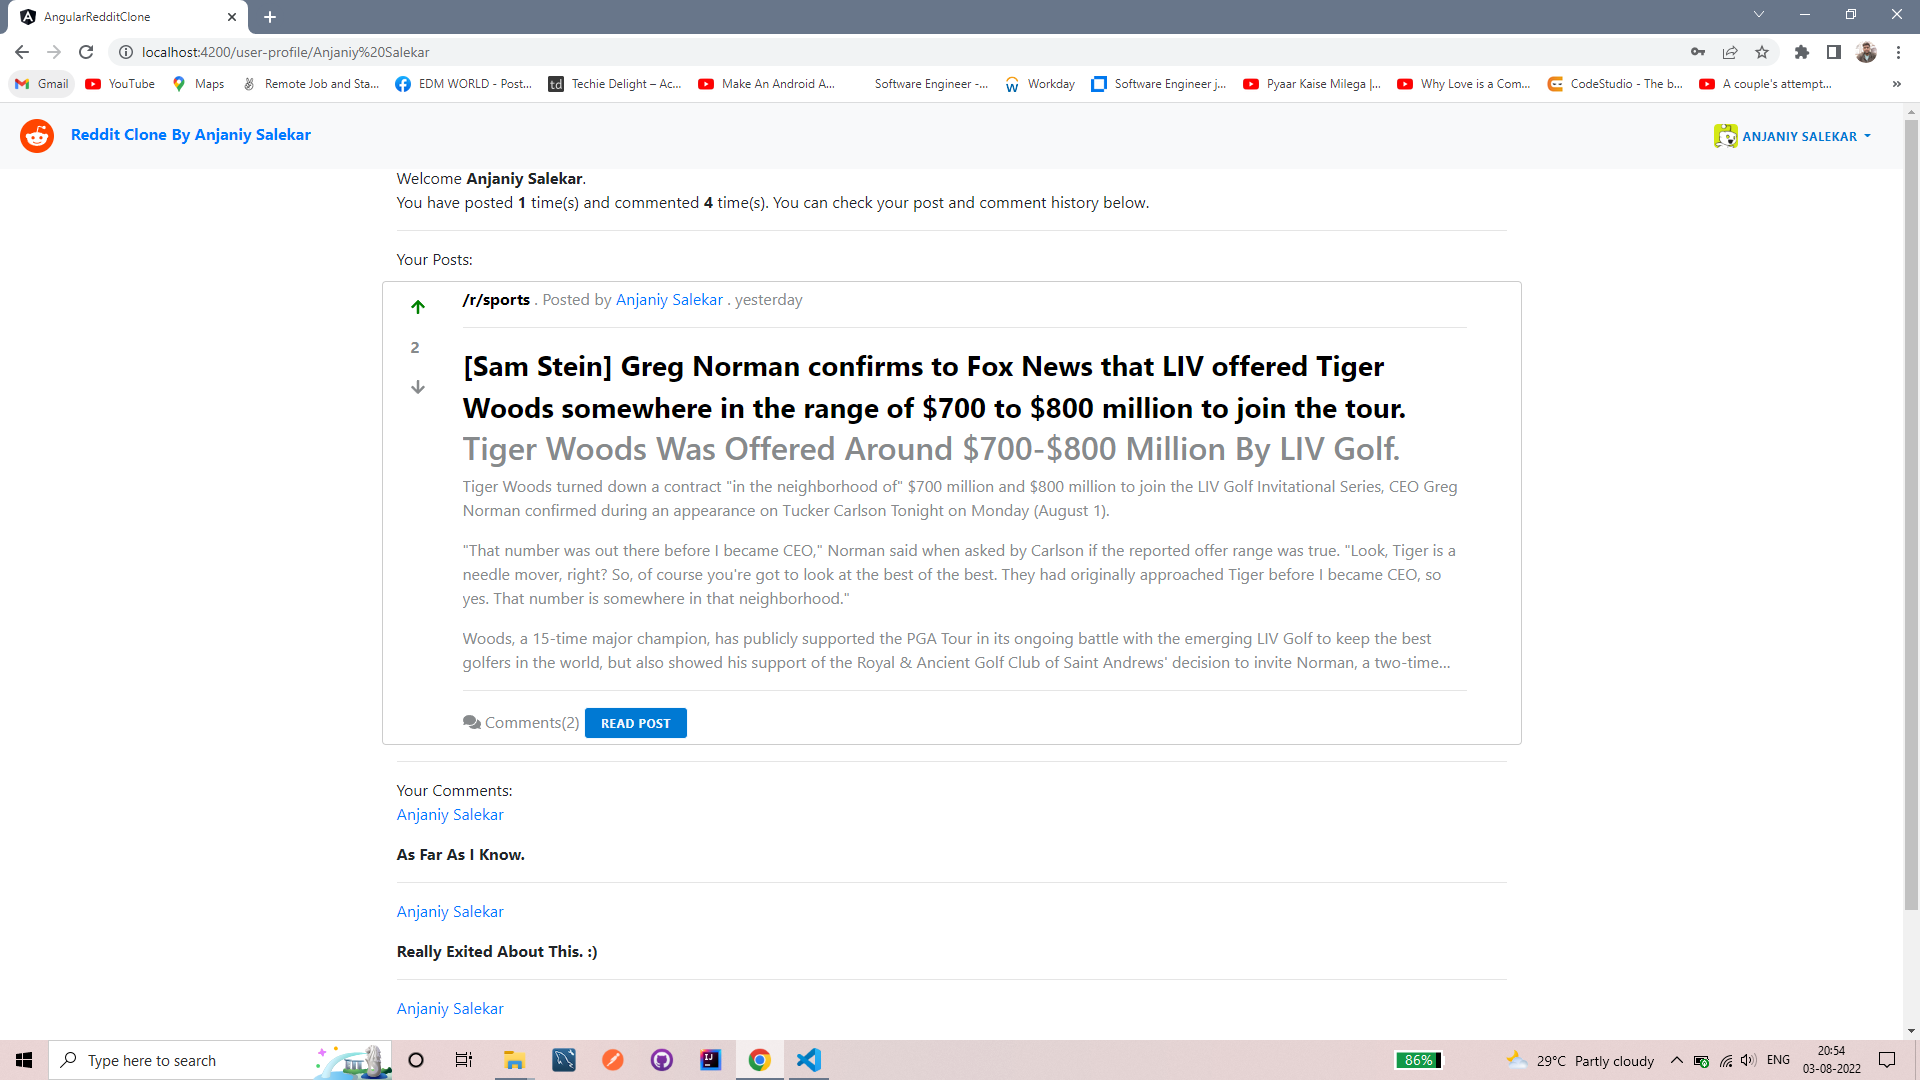 AngularRedditClone
localhost:4200/user-profile/Anjaniy%20Salekar
Gmail YouTube Maps Remote Job and Sta... EDM WORLD - Post... Techie Delight – Ac... Make An Android A... Software Engineer -... Workday Software Engineer j... Pyaar Kaise Milega |... Why Love is a Com... CodeStudio - The b... A couple's attempt... »
Reddit Clone By Anjaniy Salekar
ANJANIY SALEKAR
Welcome Anjaniy Salekar.
You have posted 1 time(s) and commented 4 time(s). You can check your post and comment history below.
Your Posts:
/r/sports . Posted by Anjaniy Salekar . yesterday
2
[Sam Stein] Greg Norman confirms to Fox News that LIV offered Tiger
Woods somewhere in the range of $700 to $800 million to join the tour.
Tiger Woods Was Offered Around $700-$800 Million By LIV Golf.
Tiger Woods turned down a contract "in the neighborhood of" $700 million and $800 million to join the LIV Golf Invitational Series, CEO Greg
Norman confirmed during an appearance on Tucker Carlson Tonight on Monday (August 1).
"That number was out there before I became CEO," Norman said when asked by Carlson if the reported offer range was true. "Look, Tiger is a
needle mover, right? So, of course you're got to look at the best of the best. They had originally approached Tiger before I became CEO, so
yes. That number is somewhere in that neighborhood."
Woods, a 15-time major champion, has publicly supported the PGA Tour in its ongoing battle with the emerging LIV Golf to keep the best
golfers in the world, but also showed his support of the Royal & Ancient Golf Club of Saint Andrews' decision to invite Norman, a two-time...
Comments(2) READ POST
Your Comments:
Anjaniy Salekar
As Far As I Know.
Anjaniy Salekar
Really Exited About This. :)
Anjaniy Salekar
Type here to search
86%
29°C Partly cloudy
ENG
20:54
03-08-2022